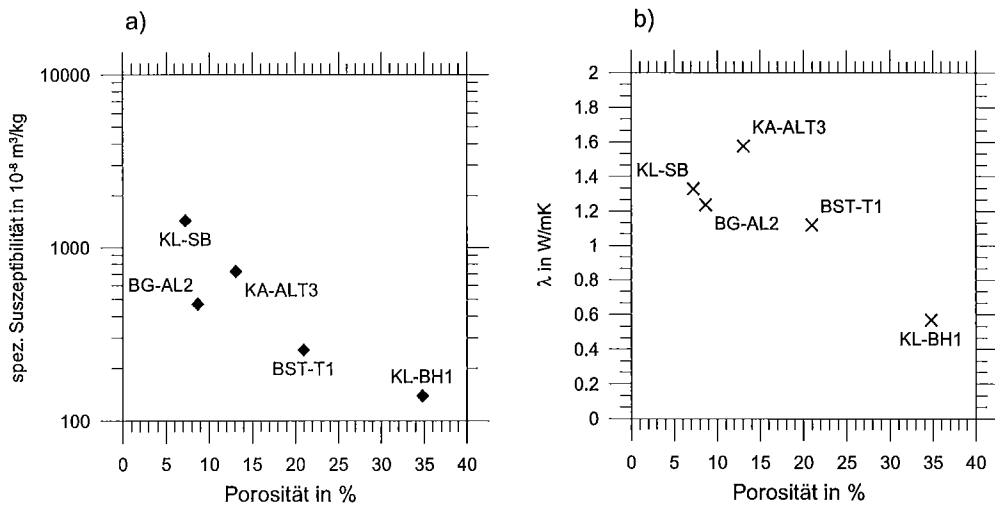 a)
spez. Suszeptibilität in 10⁻⁸ m³/kg
10000
1000
100
KL-SB
BG-AL2
KA-ALT3
BST-T1
KL-BH1
0 5 10 15 20 25 30 35 40
Porosität in %
b)
λ in W/mK
2
1.8
1.6
1.4
1.2
1
0.8
0.6
0.4
0.2
0
KA-ALT3
KL-SB
BG-AL2
BST-T1
KL-BH1
0 5 10 15 20 25 30 35 40
Porosität in %